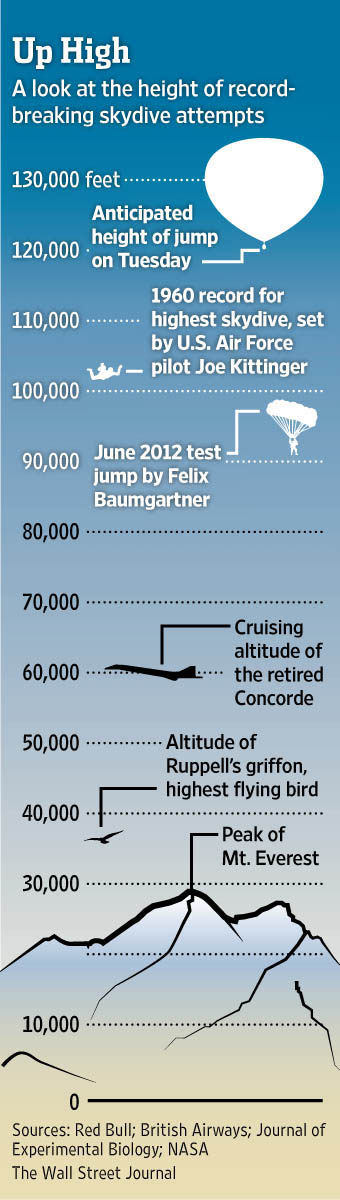 Up High
A look at the height of record-
breaking skydive attempts
130,000 feet
Anticipated
height of jump
on Tuesday
120,000
1960 record for
highest skydive, set
by U.S. Air Force
pilot Joe Kittinger
110,000
100,000
June 2012 test
jump by Felix
Baumgartner
90,000
80,000
70,000
Cruising
altitude of
the retired
Concorde
60,000
50,000
Altitude of
Ruppell's griffon,
highest flying bird
40,000
Peak of
Mt. Everest
30,000
10,000
0
Sources: Red Bull; British Airways; Journal of
Experimental Biology; NASA
The Wall Street Journal